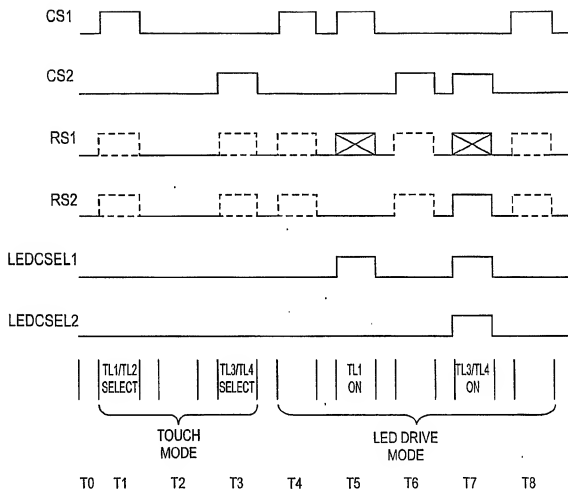 CS1
CS2
RS1
RS2
LEDCSEL1
LEDCSEL2
TL1/TL2 SELECT
TL3/TL4 SELECT
TL1 ON
TL3/TL4 ON
TOUCH MODE
LED DRIVE MODE
T0 T1 T2 T3 T4 T5 T6 T7 T8